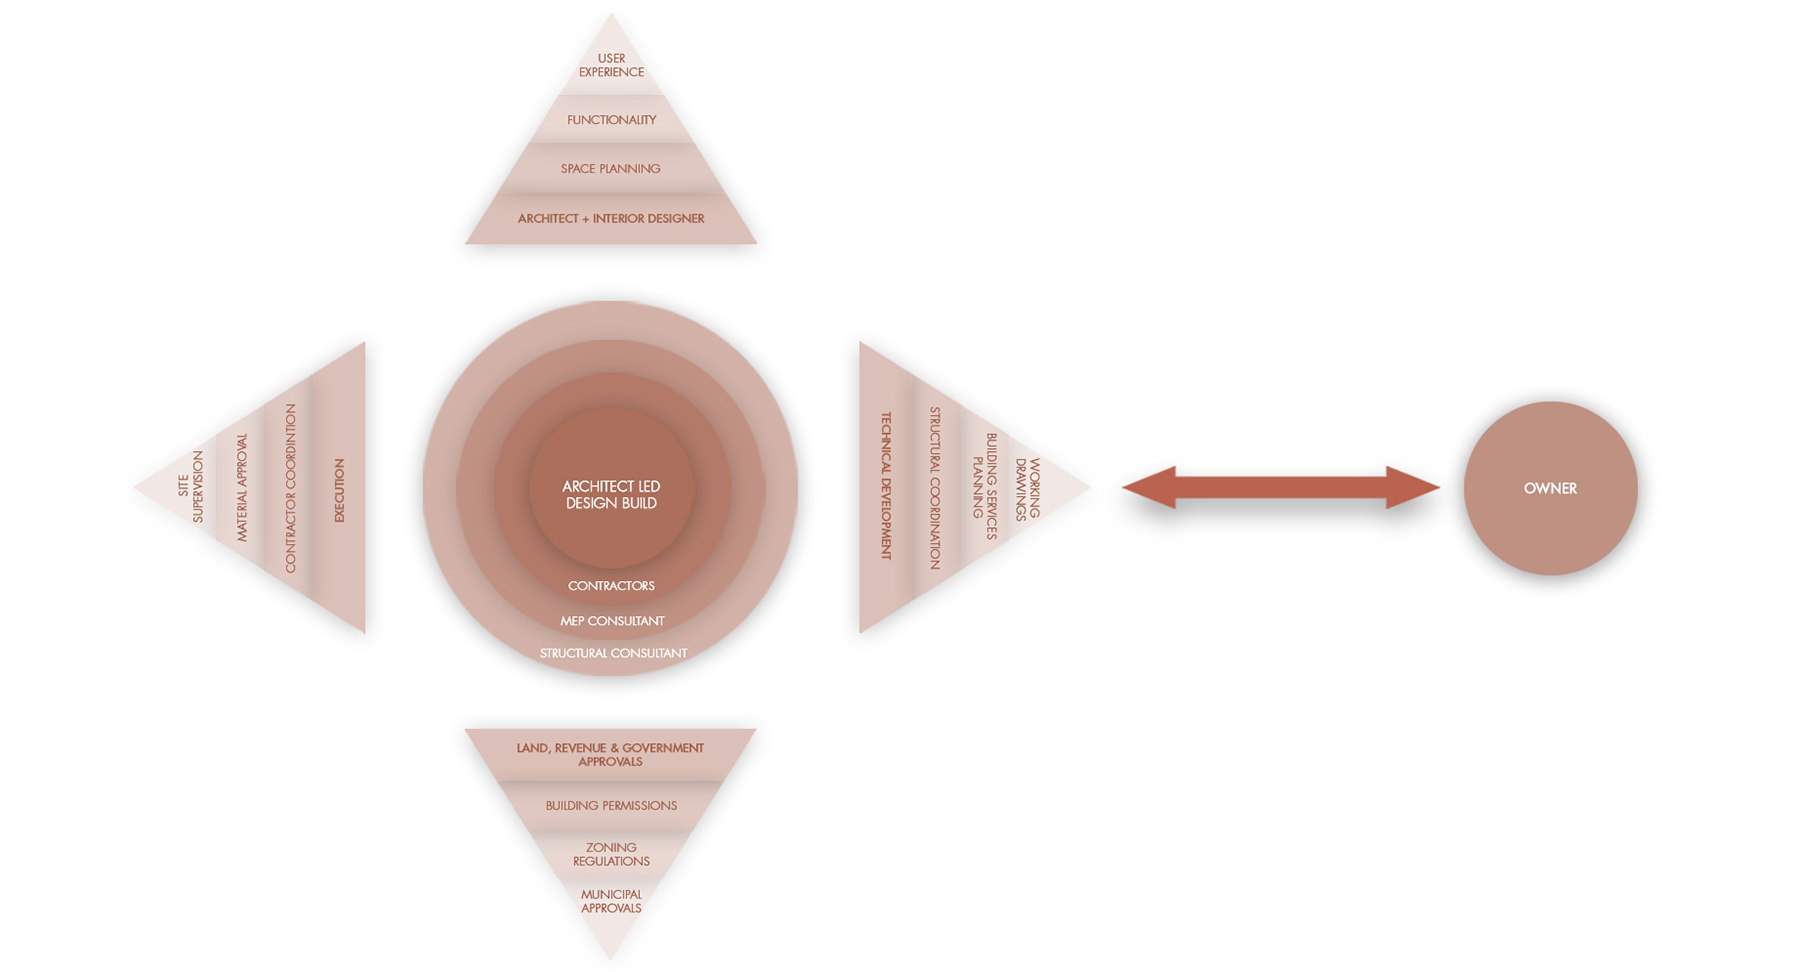 USER
EXPERIENCE
FUNCTIONALITY
SPACE PLANNING
ARCHITECT + INTERIOR DESIGNER
SITE
SUPERVISION
MATERIAL APPROVAL
CONTRACTOR COORDINTION
EXECUTION
ARCHITECT LED
DESIGN BUILD
CONTRACTORS
MEP CONSULTANT
STRUCTURAL CONSULTANT
TECHNICAL DEVELOPMENT
STRUCTURAL COORDINATION
BUILDING SERVICES
PLANNING
WORKING
DRAWINGS
OWNER
LAND, REVENUE & GOVERNMENT
APPROVALS
BUILDING PERMISSIONS
ZONING
REGULATIONS
MUNICIPAL
APPROVALS